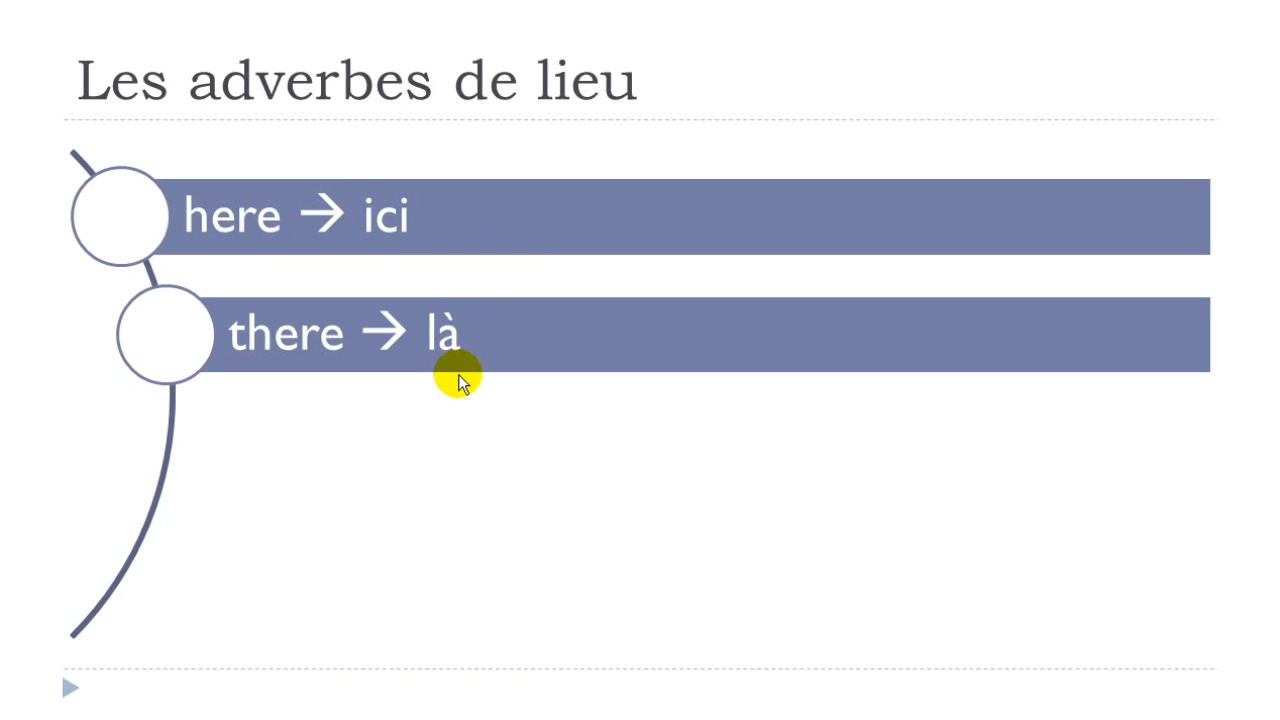 Les adverbes de lieu
here → ici
there → là